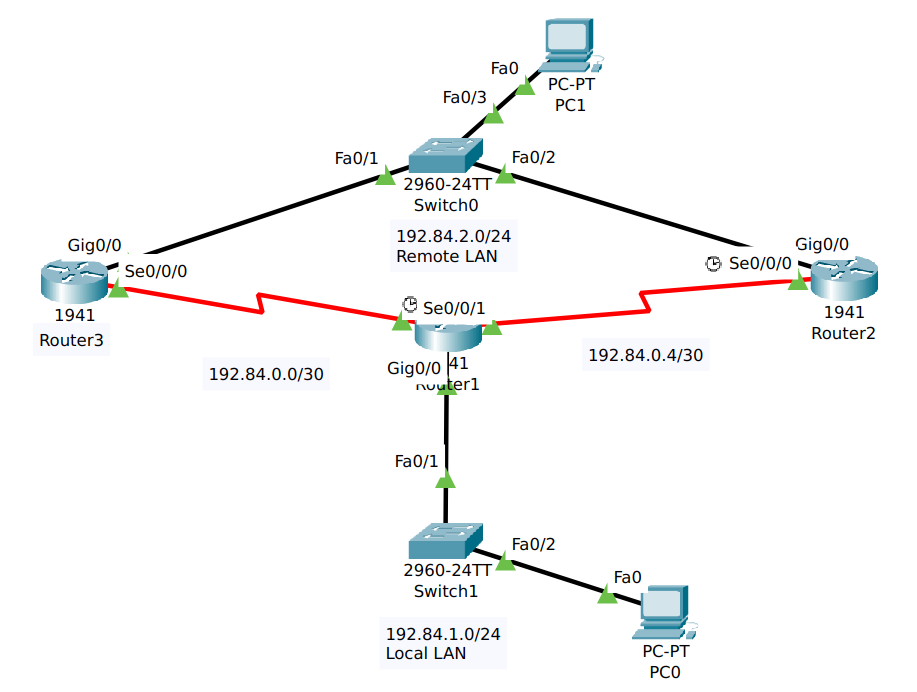 Fa0
PC-PT
PC1
Fa0/3
Fa0/1
Fa0/2
2960-24TT
Switch0
192.84.2.0/24
Remote LAN
Gig0/0
Se0/0/0
1941
Router3
Gig0/0
Se0/0/0
1941
Router2
Se0/0/1
Gig0/0
41
Router1
192.84.0.0/30
192.84.0.4/30
Fa0/1
Fa0/2
2960-24TT
Switch1
Fa0
192.84.1.0/24
Local LAN
PC-PT
PC0